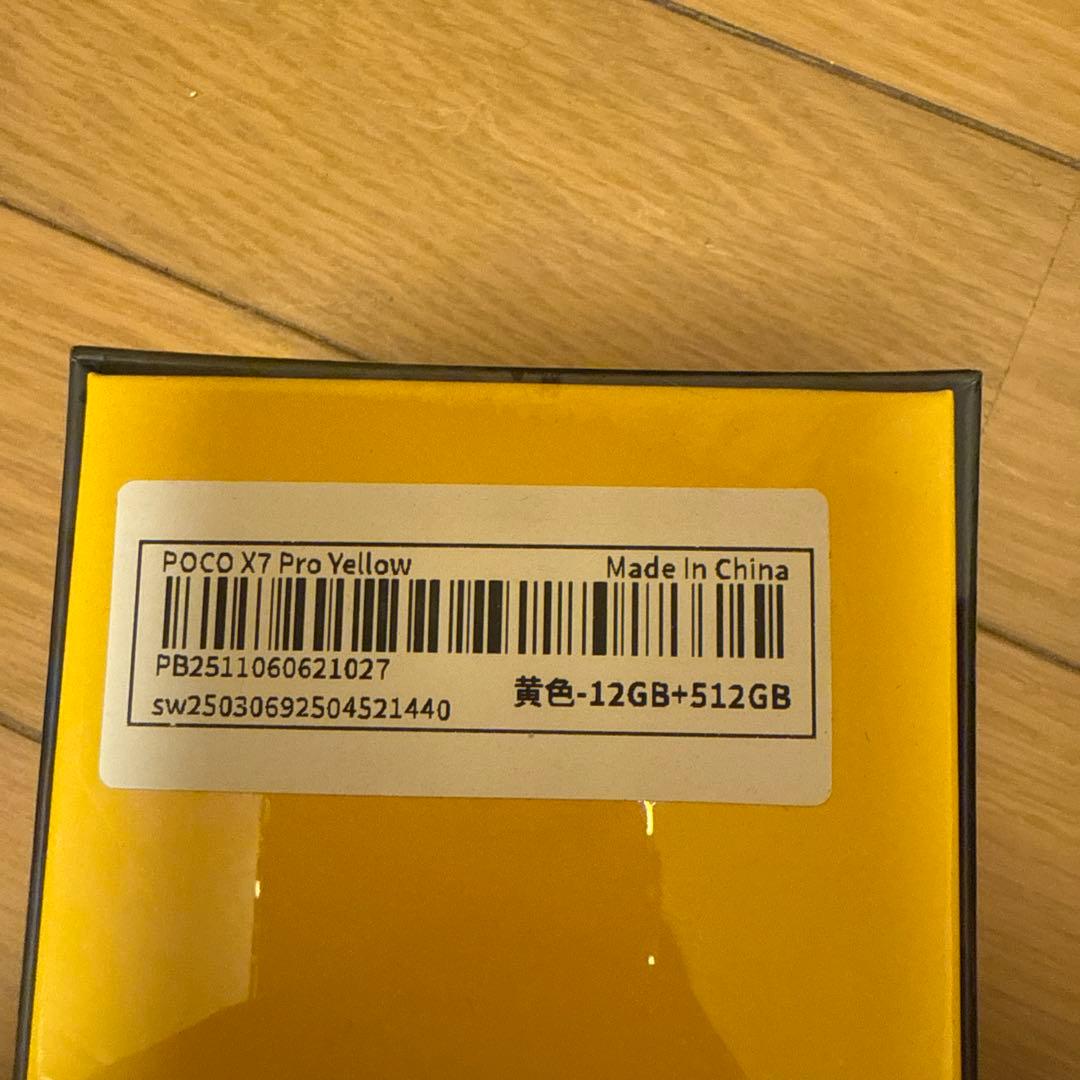 POCO X7 Pro Yellow Made In China
PB2511060621027
sw25030692504521440 黄色-12GB+512GB